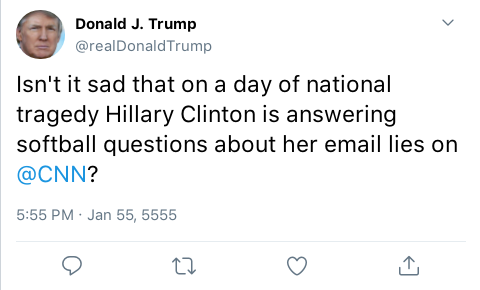 Donald J. Trump
@realDonaldTrump
Isn't it sad that on a day of national
tragedy Hillary Clinton is answering
softball questions about her email lies on
@CNN?
5:55 PM · Jan 55, 5555